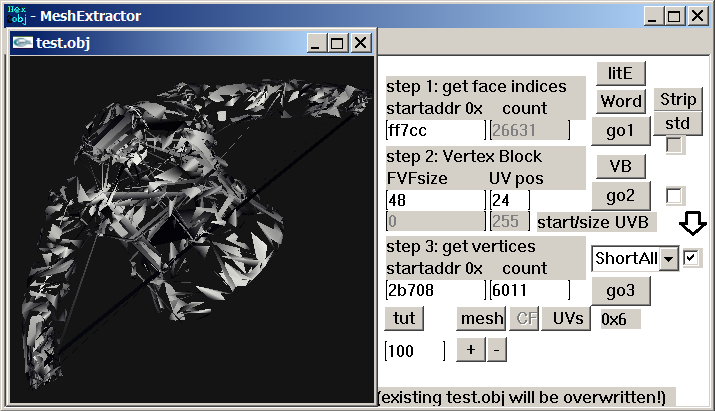 Hex
obj - MeshExtractor
test.obj
step 1: get face indices
startaddr 0x count
ff7cc 26631
litE
Word
go1
Strip
std
step 2: Vertex Block
FVFsize UV pos
48 24
0 255 start/size UVB
VB
go2
step 3: get vertices
startaddr 0x count
2b708 6011
ShortAll
go3
tut mesh CF UVs 0x6
100 + -
(existing test.obj will be overwritten!)